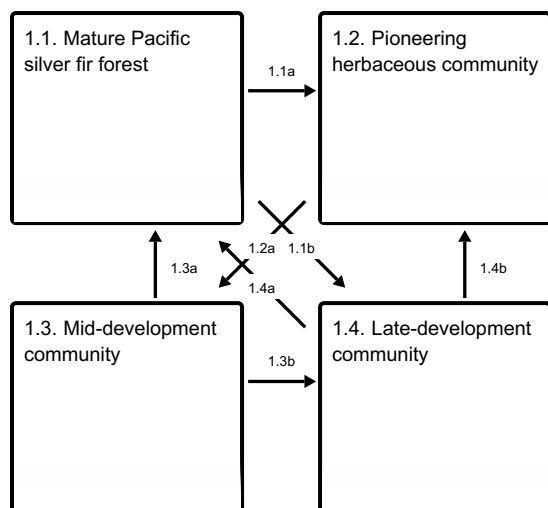 1.1. Mature Pacific
silver fir forest
1.2. Pioneering
herbaceous community
1.1a
1.2a
1.1b
1.3a
1.4a
1.4b
1.3. Mid-development
community
1.4. Late-development
community
1.3b